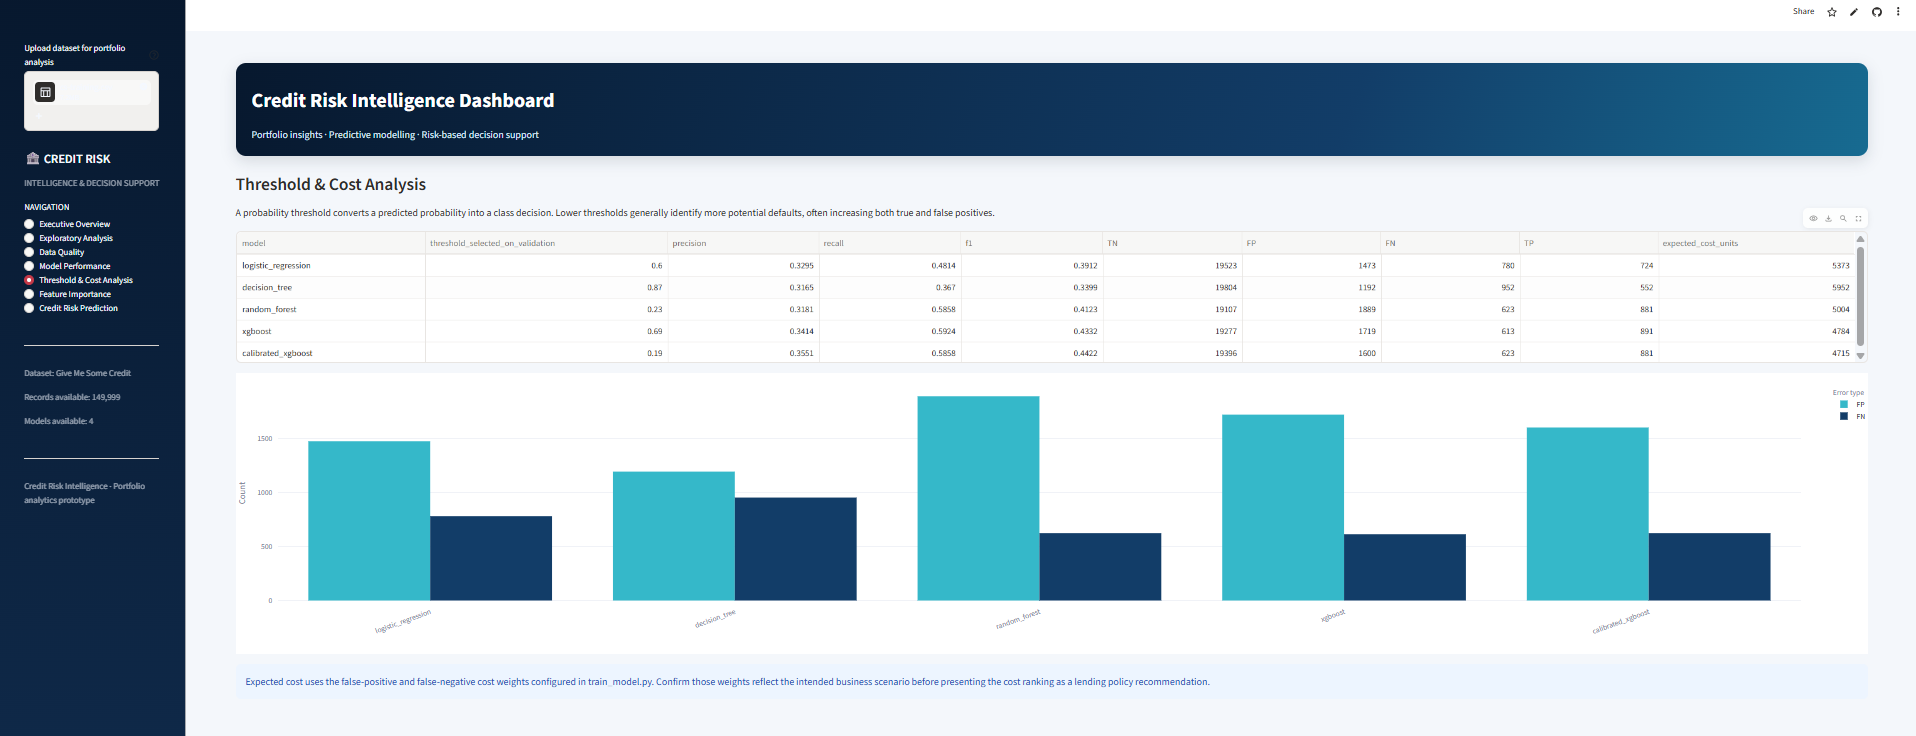 Share
Upload dataset for portfolio
analysis
CREDIT RISK
INTELLIGENCE & DECISION SUPPORT
NAVIGATION
Executive Overview
Exploratory Analysis
Data Quality
Model Performance
Threshold & Cost Analysis
Feature Importance
Credit Risk Prediction
Dataset: Give Me Some Credit
Records available: 149,999
Models available: 4
Credit Risk Intelligence · Portfolio
analytics prototype
Credit Risk Intelligence Dashboard
Portfolio insights · Predictive modelling · Risk-based decision support
Threshold & Cost Analysis
A probability threshold converts a predicted probability into a class decision. Lower thresholds generally identify more potential defaults, often increasing both true and false positives.
model threshold_selected_on_validation precision recall f1 TN FP FN TP expected_cost_units
logistic_regression 0.6 0.3295 0.4814 0.3912 19523 1473 780 724 5373
decision_tree 0.87 0.3165 0.367 0.3399 19804 1192 952 552 5952
random_forest 0.23 0.3181 0.5858 0.4123 19107 1889 623 881 5004
xgboost 0.69 0.3414 0.5924 0.4332 19277 1719 613 891 4784
calibrated_xgboost 0.19 0.3551 0.5858 0.4422 19396 1600 623 881 4715
Error type
FP
FN
Count
1500
1000
500
0
logistic_regression decision_tree random_forest xgboost calibrated_xgboost
Expected cost uses the false-positive and false-negative cost weights configured in train_model.py. Confirm those weights reflect the intended business scenario before presenting the cost ranking as a lending policy recommendation.